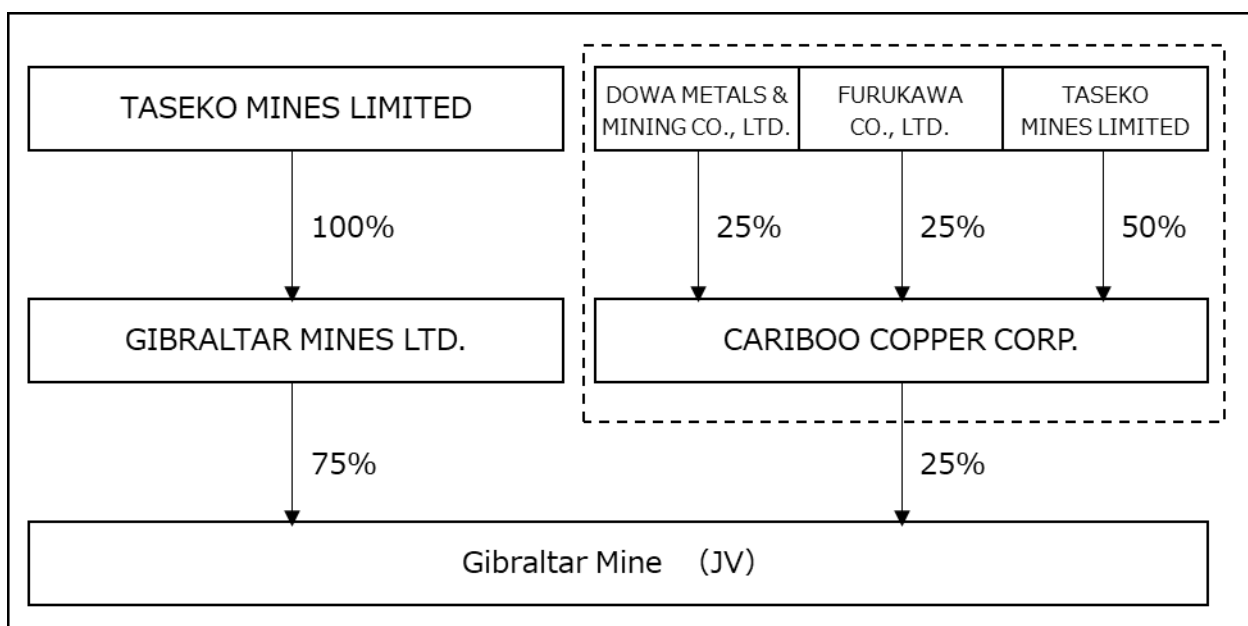 TASEKO MINES LIMITED
DOWA METALS &
MINING CO., LTD.
FURUKAWA
CO., LTD.
TASEKO
MINES LIMITED
100%
25%
25%
50%
GIBRALTAR MINES LTD.
CARIBOO COPPER CORP.
75%
25%
Gibraltar Mine （JV）